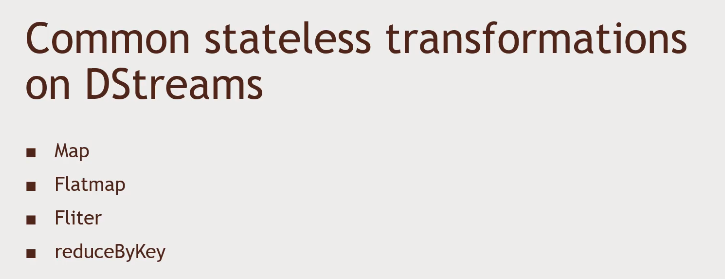 Common stateless transformations
on DStreams
▪ Map
▪ Flatmap
▪ Fliter
▪ reduceByKey